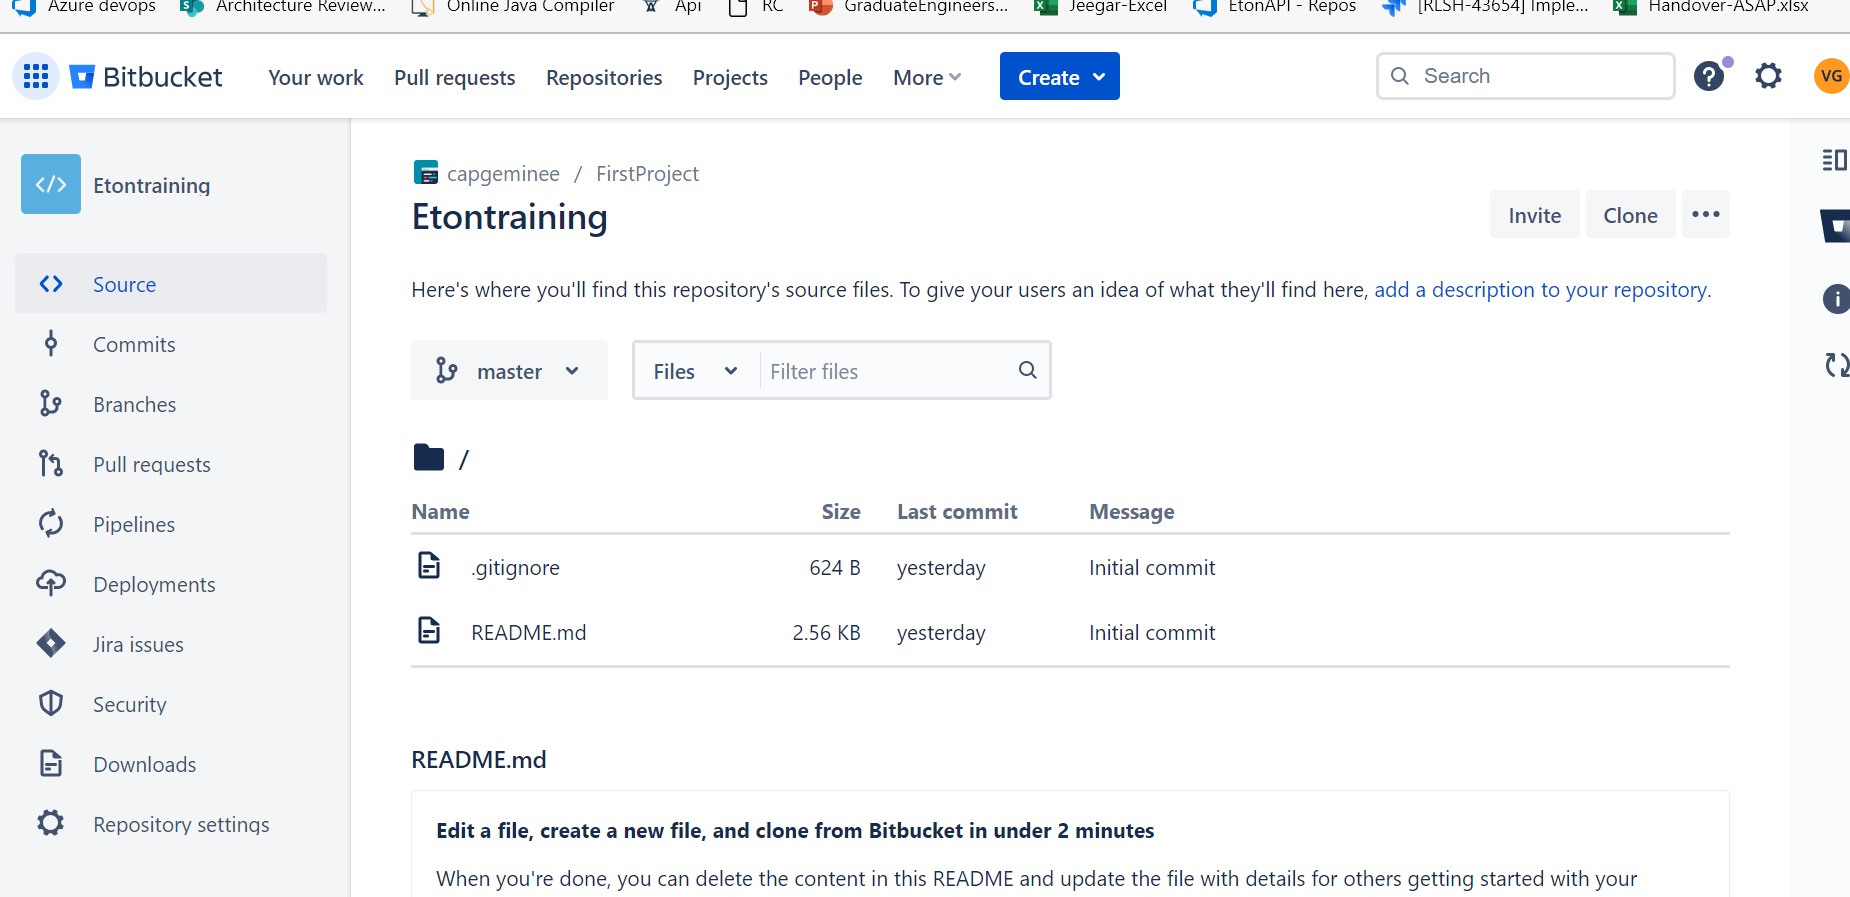 Azure devops Architecture Review... Online Java Compiler Api RC GraduateEngineers... Jeegar-Excel EtonAPI - Repos [RLSH-43654] Imple... Handover-ASAP.xlsx
Bitbucket Your work Pull requests Repositories Projects People More Create Search VG
Etontraining
Source
Commits
Branches
Pull requests
Pipelines
Deployments
Jira issues
Security
Downloads
Repository settings
capgeminee / FirstProject
Etontraining
Invite Clone
Here's where you'll find this repository's source files. To give your users an idea of what they'll find here, add a description to your repository.
master Files Filter files
/
Name Size Last commit Message
.gitignore 624 B yesterday Initial commit
README.md 2.56 KB yesterday Initial commit
README.md
Edit a file, create a new file, and clone from Bitbucket in under 2 minutes
When you're done, you can delete the content in this README and update the file with details for others getting started with your